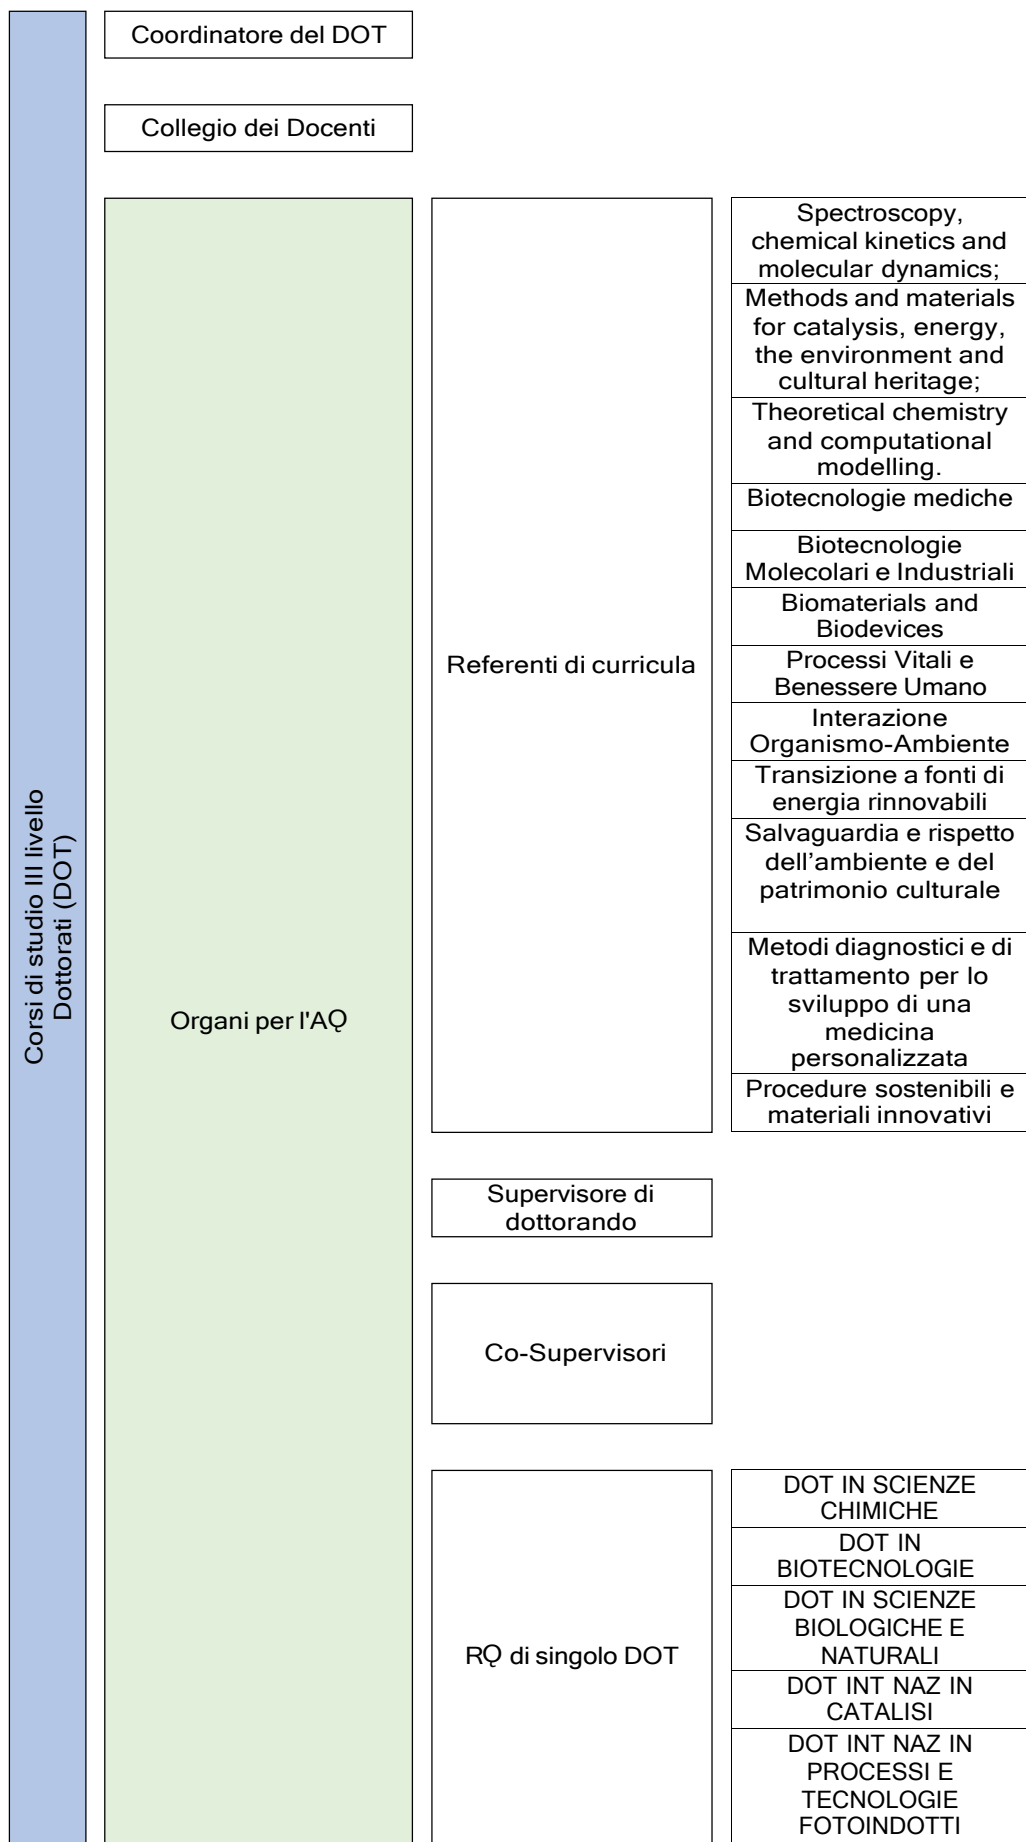 Coordinatore del DOT
Collegio dei Docenti
Corsi di studio III livello
Dottorati (DOT)
Organi per l'AQ
Referenti di curricula
Spectroscopy,
chemical kinetics and
molecular dynamics;
Methods and materials
for catalysis, energy,
the environment and
cultural heritage;
Theoretical chemistry
and computational
modelling.
Biotecnologie mediche
Biotecnologie
Molecolari e Industriali
Biomaterials and
Biodevices
Processi Vitali e
Benessere Umano
Interazione
Organismo-Ambiente
Transizione a fonti di
energia rinnovabili
Salvaguardia e rispetto
dell’ambiente e del
patrimonio culturale
Metodi diagnostici e di
trattamento per lo
sviluppo di una
medicina
personalizzata
Procedure sostenibili e
materiali innovativi
Supervisore di
dottorando
Co-Supervisori
RQ di singolo DOT
DOT IN SCIENZE
CHIMICHE
DOT IN
BIOTECNOLOGIE
DOT IN SCIENZE
BIOLOGICHE E
NATURALI
DOT INT NAZ IN
CATALISI
DOT INT NAZ IN
PROCESSI E
TECNOLOGIE
FOTOINDOTTI